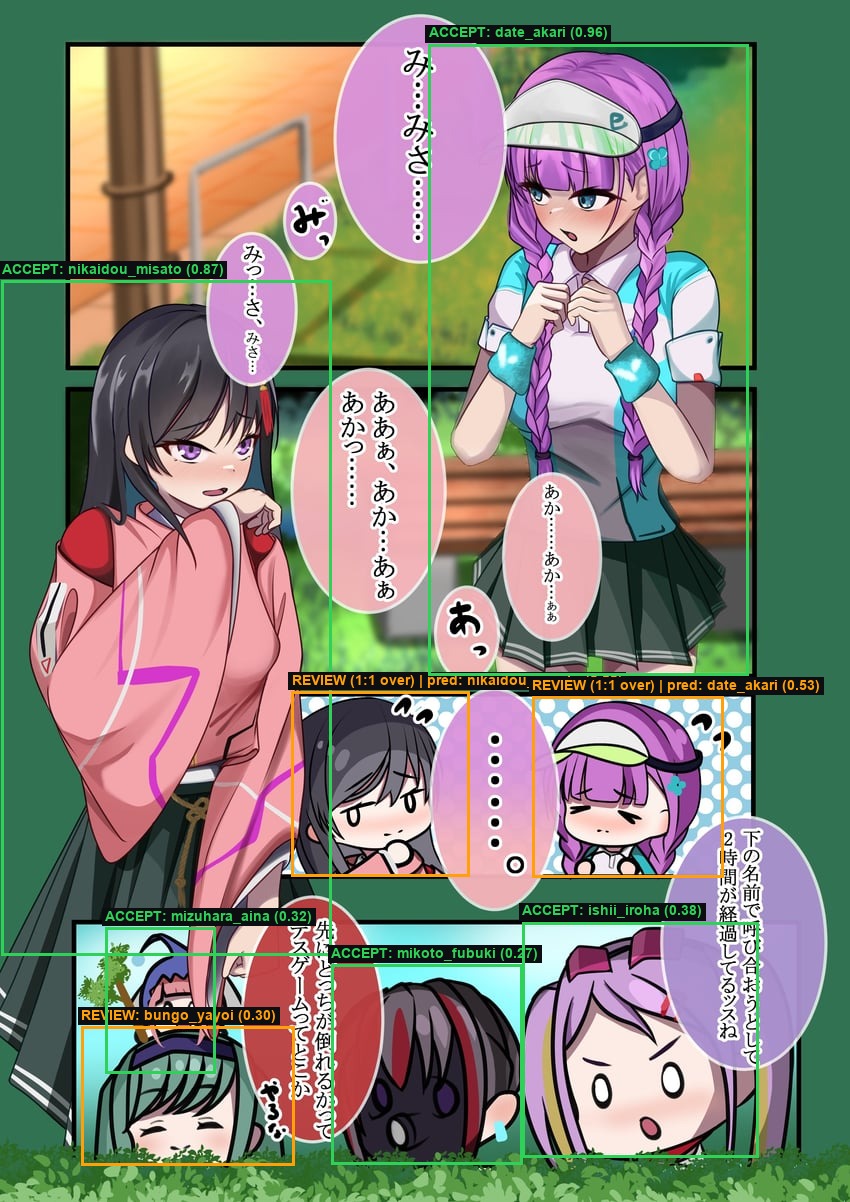 ACCEPT: date_akari (0.96)
み…みさ……
みっ
ACCEPT: nikaidou_misato (0.87)
みっ…さ、
みさ…
ああぁ、あか…あぁ
あかっ……
あか……あか…ぁぁ
あっ
REVIEW (1:1 over) | pred: nikaidou_
REVIEW (1:1 over) | pred: date_akari (0.53)
………。
下の名前で呼び合おうとして
2時間が経過してるッスね
ACCEPT: ishii_iroha (0.38)
ACCEPT: mizuhara_aina (0.32)
ACCEPT: mikoto_fubuki (0.27)
先にどっちが倒れるかって
デスゲームってとこか
REVIEW: bungo_yayoi (0.30)
やるな